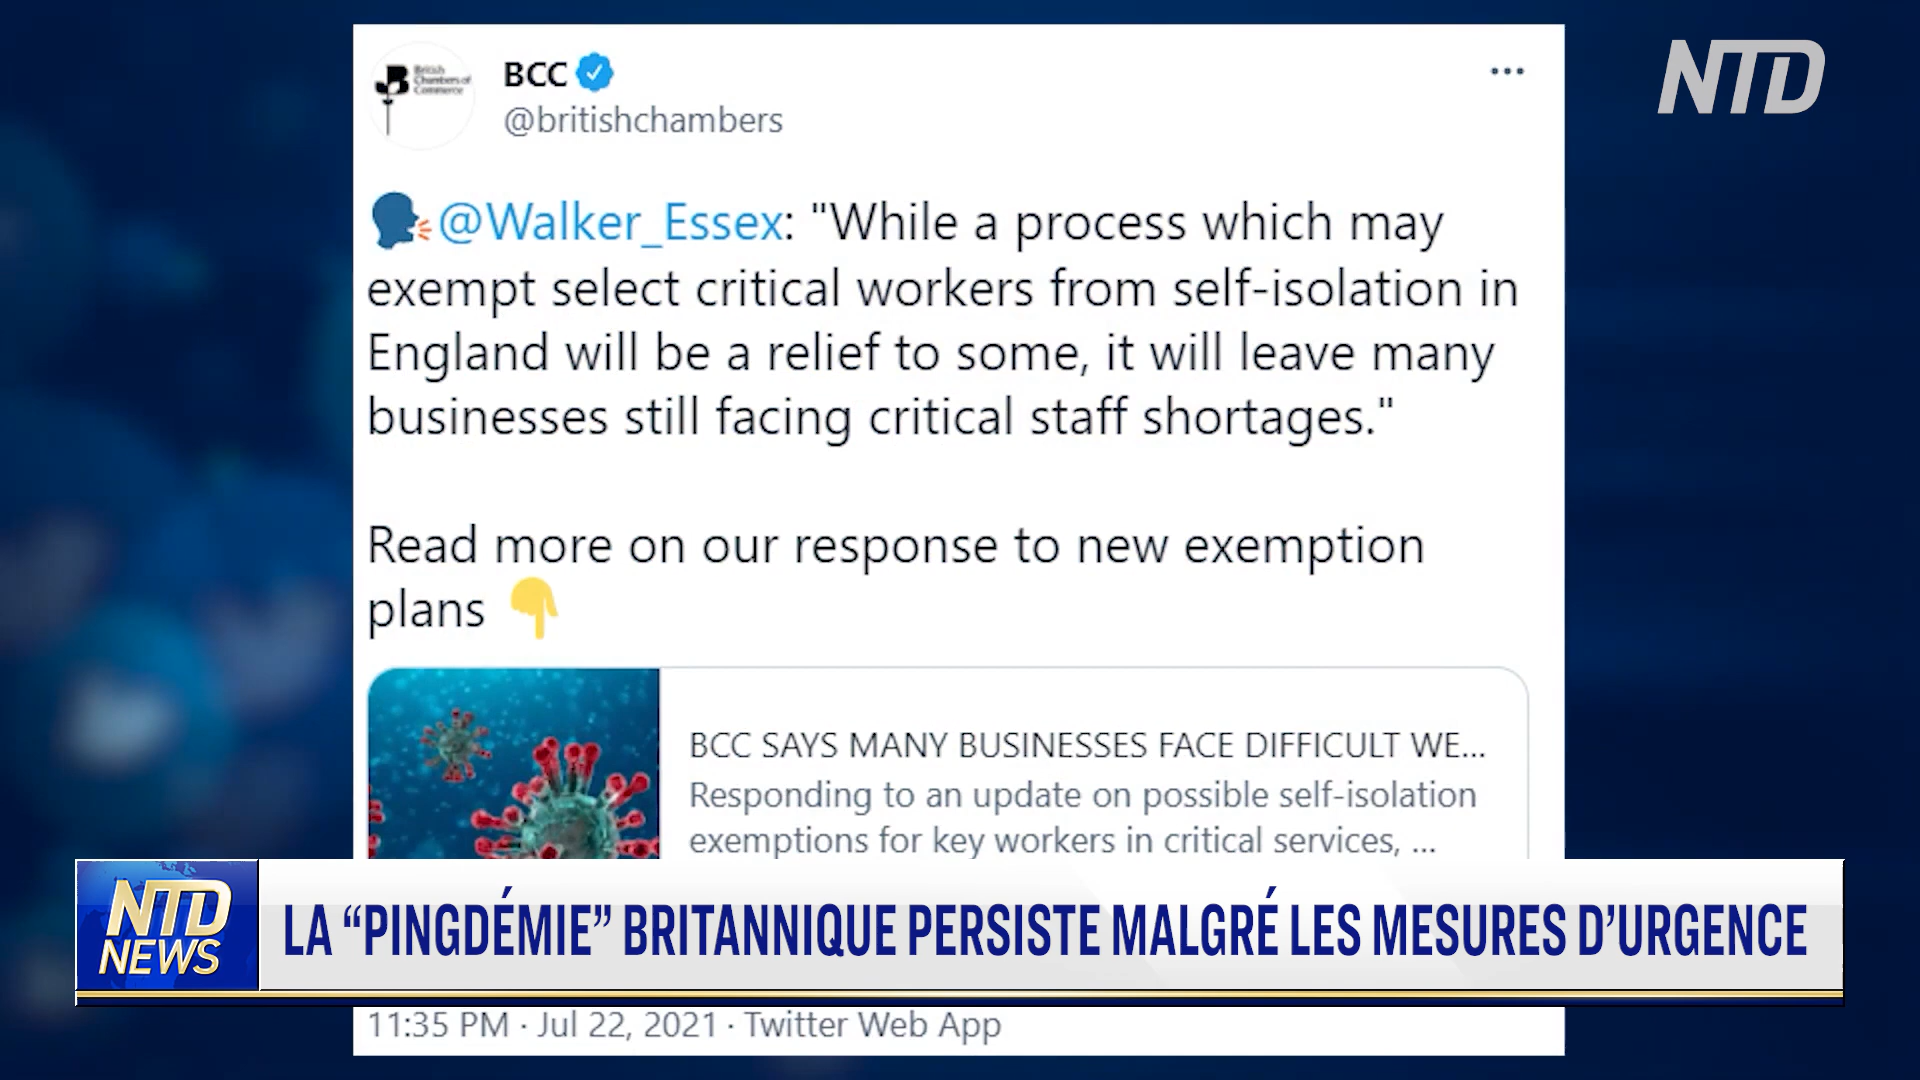 NTD
British
Chambers of
Commerce
BCC
@britishchambers
@Walker_Essex: "While a process which may
exempt select critical workers from self-isolation in
England will be a relief to some, it will leave many
businesses still facing critical staff shortages."
Read more on our response to new exemption
plans
BCC SAYS MANY BUSINESSES FACE DIFFICULT WE...
Responding to an update on possible self-isolation
exemptions for key workers in critical services, ...
NTD
NEWS
LA “PINGDÉMIE” BRITANNIQUE PERSISTE MALGRÉ LES MESURES D’URGENCE
11:35 PM · Jul 22, 2021 · Twitter Web App